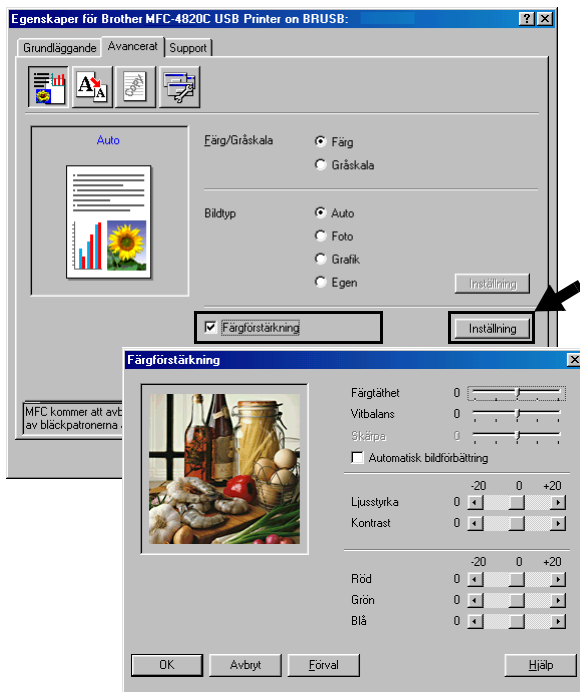 Egenskaper för Brother MFC-4820C USB Printer on BRUSB:
Grundläggande Avancerat Support
Copy
Auto
Färg/Gråskala
Färg
Gråskala
Bildtyp
Auto
Foto
Grafik
Egen
Inställning
Färgförstärkning
Inställning
MFC kommer att avb
av bläckpatronerna
Färgförstärkning
Färgtäthet 0
Vitbalans 0
Skärpa 0
Automatisk bildförbättring
-20 0 +20
Ljusstyrka 0
Kontrast 0
-20 0 +20
Röd 0
Grön 0
Blå 0
OK Avbryt Förval Hjälp